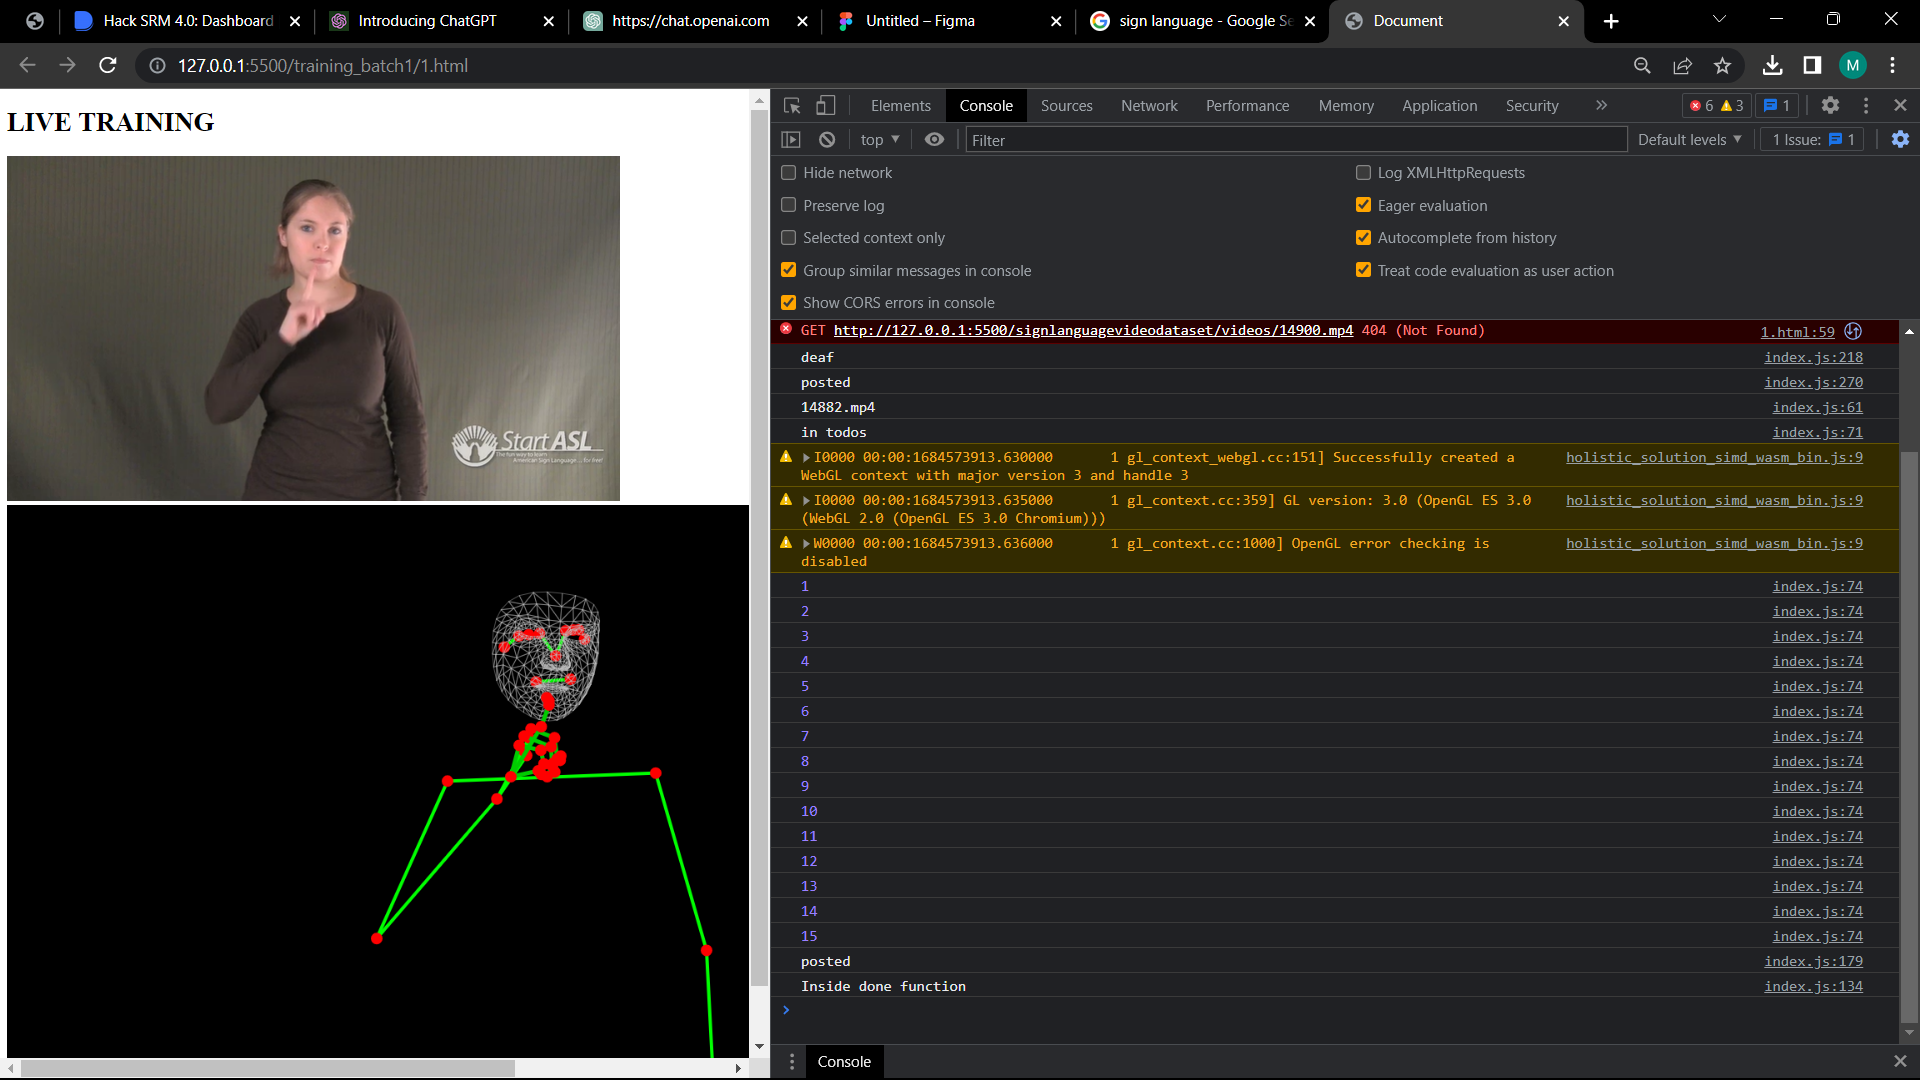 Hack SRM 4.0: Dashboard
Introducing ChatGPT
https://chat.openai.com
Untitled – Figma
sign language - Google Se
Document
127.0.0.1:5500/training_batch1/1.html
M
LIVE TRAINING
StartASL
The fun way to learn
American Sign Language ... for free!
Elements
Console
Sources
Network
Performance
Memory
Application
Security
6
3
1
top
Filter
Default levels
1 Issue:
1
Hide network
Log XMLHttpRequests
Preserve log
Eager evaluation
Selected context only
Autocomplete from history
Group similar messages in console
Treat code evaluation as user action
Show CORS errors in console
GET http://127.0.0.1:5500/signlanguagevideodataset/videos/14900.mp4 404 (Not Found) 1.html:59
deaf index.js:218
posted index.js:270
14882.mp4 index.js:61
in todos index.js:71
I0000 00:00:1684573913.630000 1 gl_context_webgl.cc:151] Successfully created a holistic_solution_simd_wasm_bin.js:9
WebGL context with major version 3 and handle 3
I0000 00:00:1684573913.635000 1 gl_context.cc:359] GL version: 3.0 (OpenGL ES 3.0 holistic_solution_simd_wasm_bin.js:9
(WebGL 2.0 (OpenGL ES 3.0 Chromium)))
W0000 00:00:1684573913.636000 1 gl_context.cc:1000] OpenGL error checking is holistic_solution_simd_wasm_bin.js:9
disabled
1 index.js:74
2 index.js:74
3 index.js:74
4 index.js:74
5 index.js:74
6 index.js:74
7 index.js:74
8 index.js:74
9 index.js:74
10 index.js:74
11 index.js:74
12 index.js:74
13 index.js:74
14 index.js:74
15 index.js:74
posted index.js:179
Inside done function index.js:134
Console